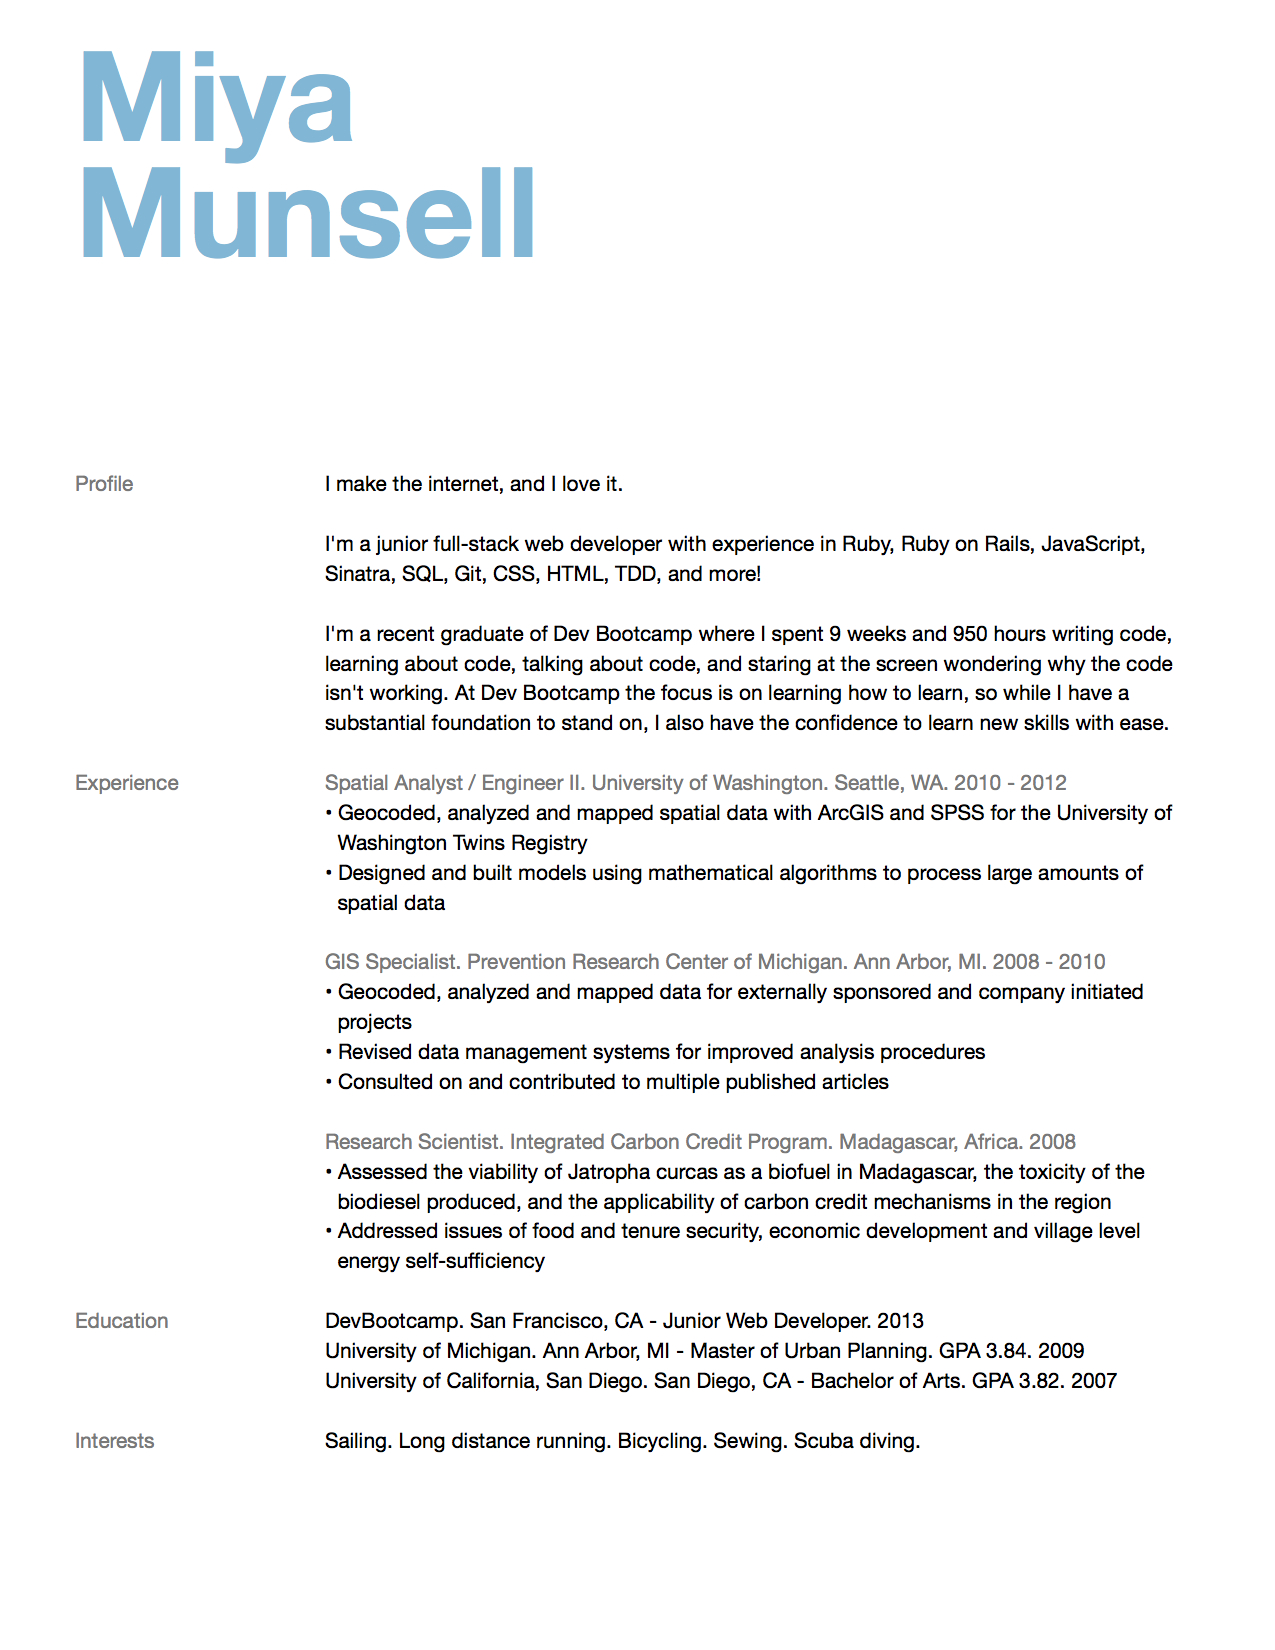 Miya
Munsell
Profile
I make the internet, and I love it.
I'm a junior full-stack web developer with experience in Ruby, Ruby on Rails, JavaScript,
Sinatra, SQL, Git, CSS, HTML, TDD, and more!
I'm a recent graduate of Dev Bootcamp where I spent 9 weeks and 950 hours writing code,
learning about code, talking about code, and staring at the screen wondering why the code
isn't working. At Dev Bootcamp the focus is on learning how to learn, so while I have a
substantial foundation to stand on, I also have the confidence to learn new skills with ease.
Experience
Spatial Analyst / Engineer II. University of Washington. Seattle, WA. 2010 - 2012
• Geocoded, analyzed and mapped spatial data with ArcGIS and SPSS for the University of
Washington Twins Registry
• Designed and built models using mathematical algorithms to process large amounts of
spatial data
GIS Specialist. Prevention Research Center of Michigan. Ann Arbor, MI. 2008 - 2010
• Geocoded, analyzed and mapped data for externally sponsored and company initiated
projects
• Revised data management systems for improved analysis procedures
• Consulted on and contributed to multiple published articles
Research Scientist. Integrated Carbon Credit Program. Madagascar, Africa. 2008
• Assessed the viability of Jatropha curcas as a biofuel in Madagascar, the toxicity of the
biodiesel produced, and the applicability of carbon credit mechanisms in the region
• Addressed issues of food and tenure security, economic development and village level
energy self-sufficiency
Education
DevBootcamp. San Francisco, CA - Junior Web Developer. 2013
University of Michigan. Ann Arbor, MI - Master of Urban Planning. GPA 3.84. 2009
University of California, San Diego. San Diego, CA - Bachelor of Arts. GPA 3.82. 2007
Interests
Sailing. Long distance running. Bicycling. Sewing. Scuba diving.